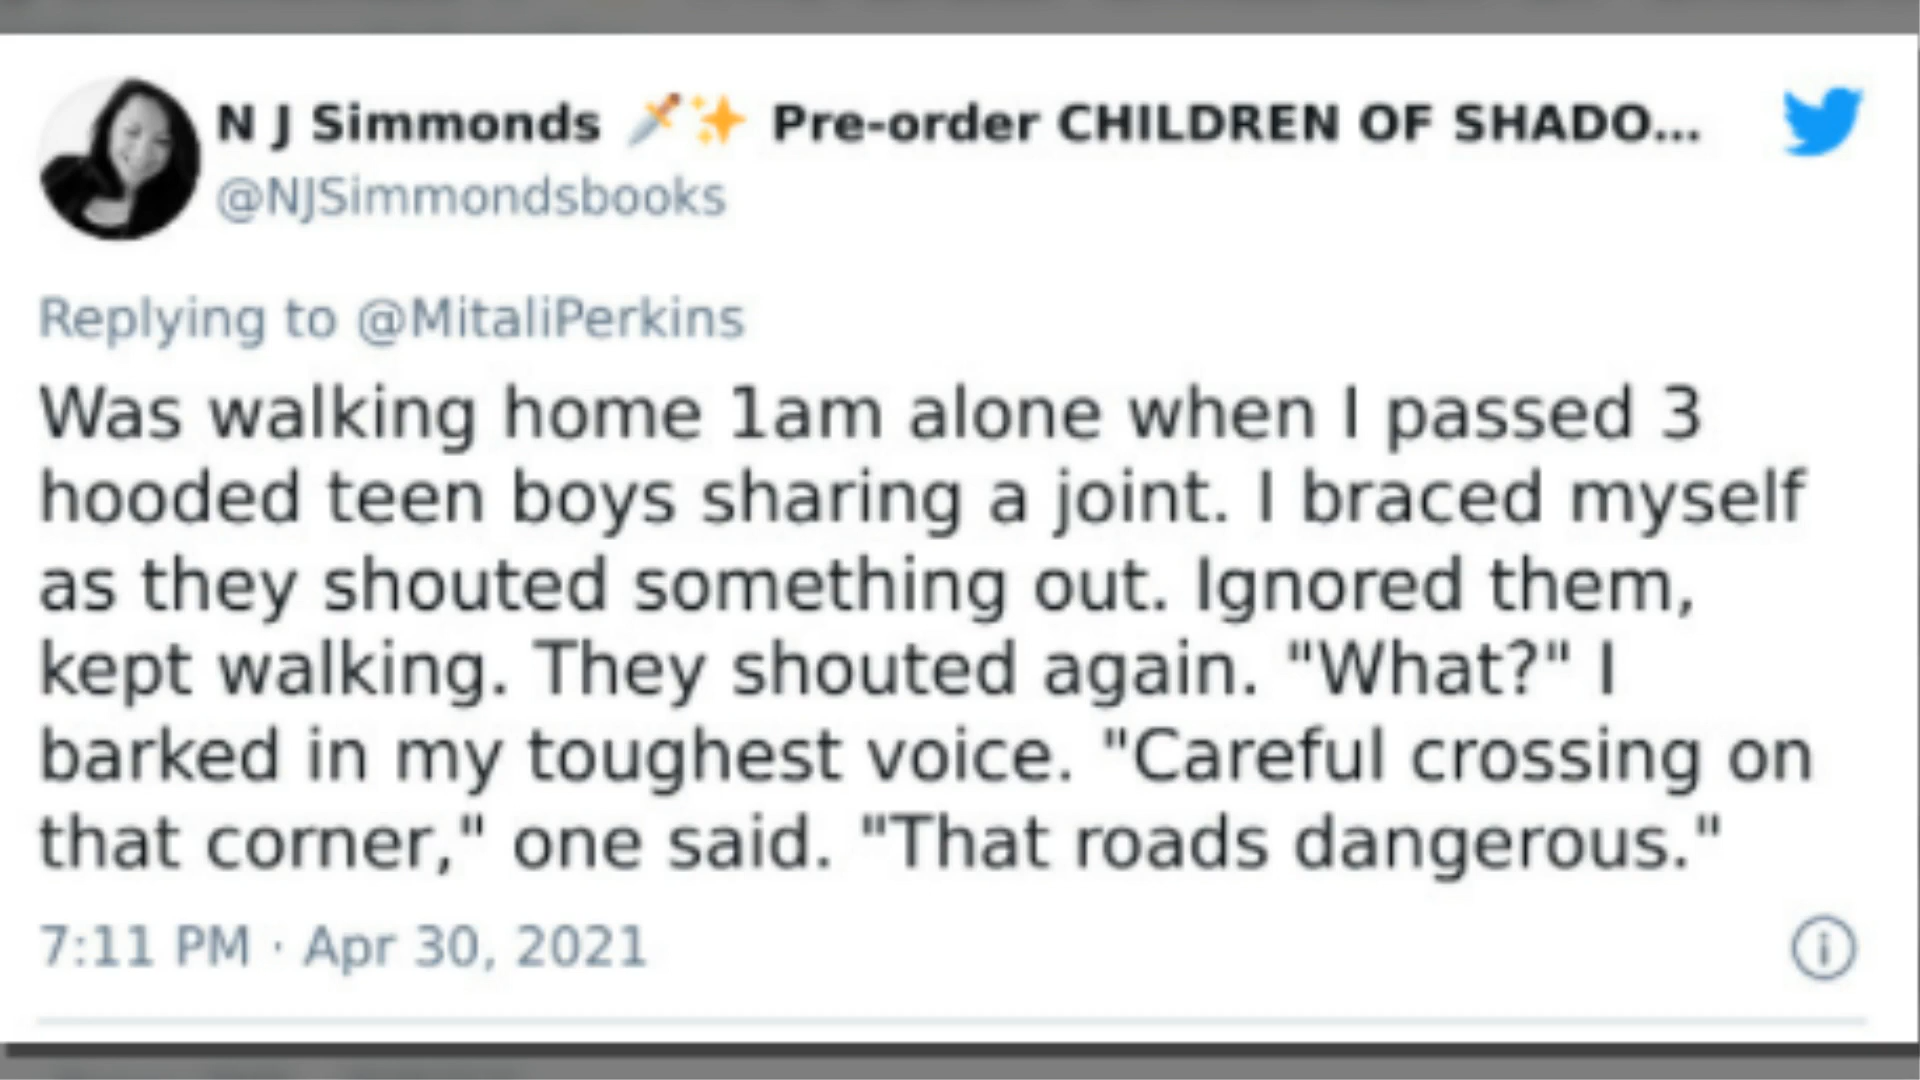 N J Simmonds 🗡️✨ Pre-order CHILDREN OF SHADO...
@NJSimmondsbooks
Replying to @MitaliPerkins
Was walking home 1am alone when I passed 3
hooded teen boys sharing a joint. I braced myself
as they shouted something out. Ignored them,
kept walking. They shouted again. "What?" I
barked in my toughest voice. "Careful crossing on
that corner," one said. "That roads dangerous."
7:11 PM · Apr 30, 2021